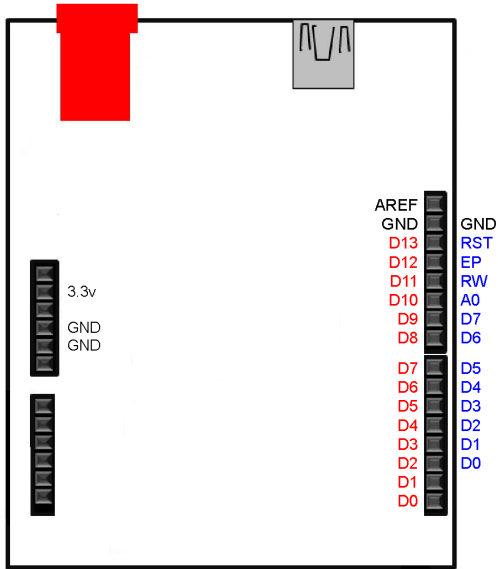 AREF
GND GND
D13 RST
D12 EP
D11 RW
3.3v
D10 A0
D9 D7
GND
D8 D6
GND
D7 D5
D6 D4
D5 D3
D4 D2
D3 D1
D2 D0
D1
D0